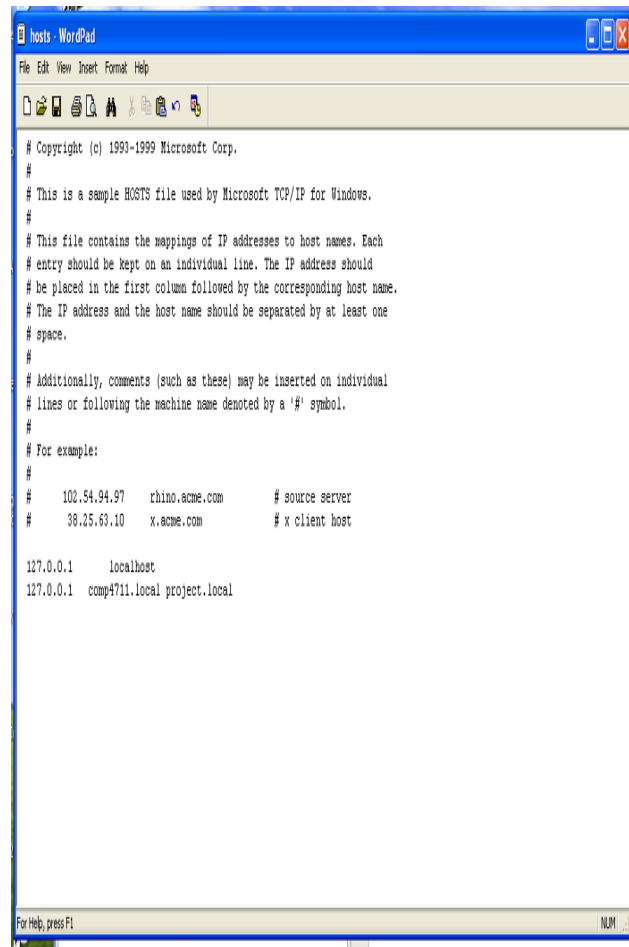 hosts - WordPad
File Edit View Insert Format Help
# Copyright (c) 1993-1999 Microsoft Corp.
#
# This is a sample HOSTS file used by Microsoft TCP/IP for Windows.
#
# This file contains the mappings of IP addresses to host names. Each
# entry should be kept on an individual line. The IP address should
# be placed in the first column followed by the corresponding host name.
# The IP address and the host name should be separated by at least one
# space.
#
# Additionally, comments (such as these) may be inserted on individual
# lines or following the machine name denoted by a '#' symbol.
#
# For example:
#
# 102.54.94.97 rhino.acme.com # source server
# 38.25.63.10 x.acme.com # x client host
127.0.0.1 localhost
127.0.0.1 comp4711.local project.local
For Help, press F1 NUM